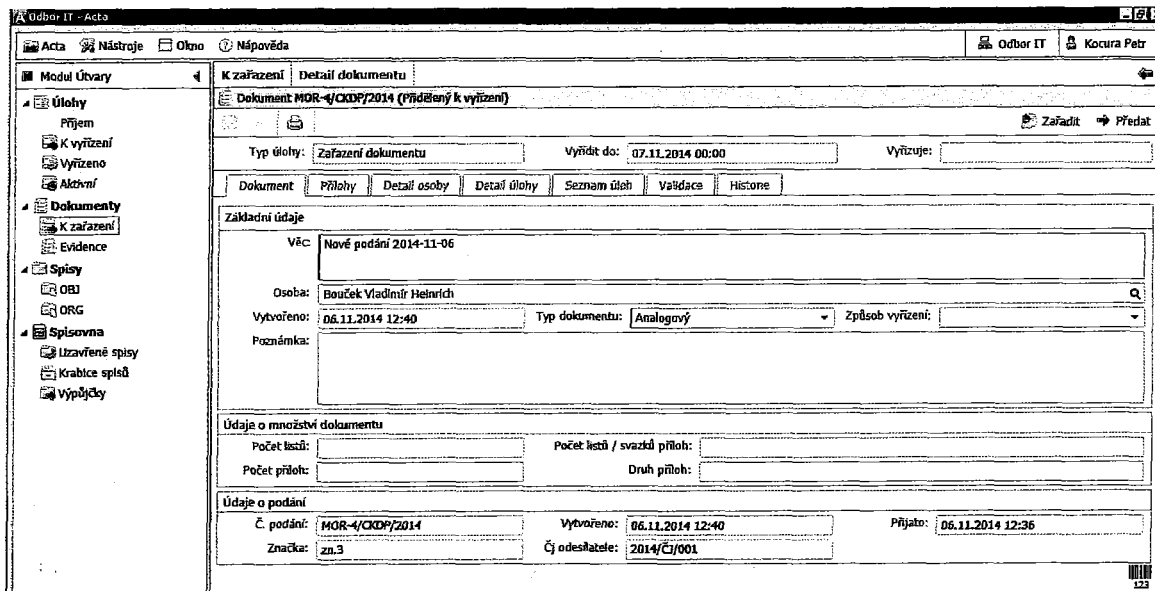 Odbor IT - Acta
Acta Nástroje Okno Nápověda Odbor IT Kocura Petr
Modul Útvary
Úlohy
Příjem
K vyřízení
Vyřízeno
Aktivní
Dokumenty
K zařazení
Evidence
Spisy
OBJ
ORG
Spisovna
Uzavřené spisy
Krabice spisů
Výpůjčky
K zařazení Detail dokumentu
Dokument MOR-4/CKDP/2014 (Přidělený k vyřízení)
Zařadit Předat
Typ úlohy: Zařazení dokumentu Vyřídit do: 07.11.2014 00:00 Vyřizuje:
Dokument Přílohy Detail osoby Detail úlohy Seznam úloh Validace Historie
Základní údaje
Věc: Nové podání 2014-11-06
Osoba: Bouček Vladimír Heinrich
Vytvořeno: 06.11.2014 12:40 Typ dokumentu: Analogový Způsob vyřízení:
Poznámka:
Údaje o množství dokumentu
Počet listů: Počet listů / svazků příloh:
Počet příloh: Druh příloh:
Údaje o podání
Č. podání: MOR-4/CKDP/2014 Vytvořeno: 06.11.2014 12:40 Přijato: 06.11.2014 12:36
Značka: zn.3 Čj odesílatele: 2014/ČJ/001
123